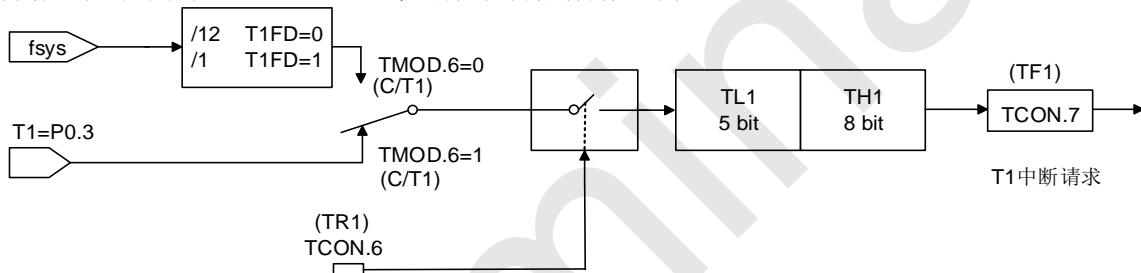 fsys
/12 T1FD=0
/1 T1FD=1
TMOD.6=0
(C/T1)
T1=P0.3
TMOD.6=1
(C/T1)
(TR1)
TCON.6
TL1
5 bit
TH1
8 bit
(TF1)
TCON.7
T1中断请求